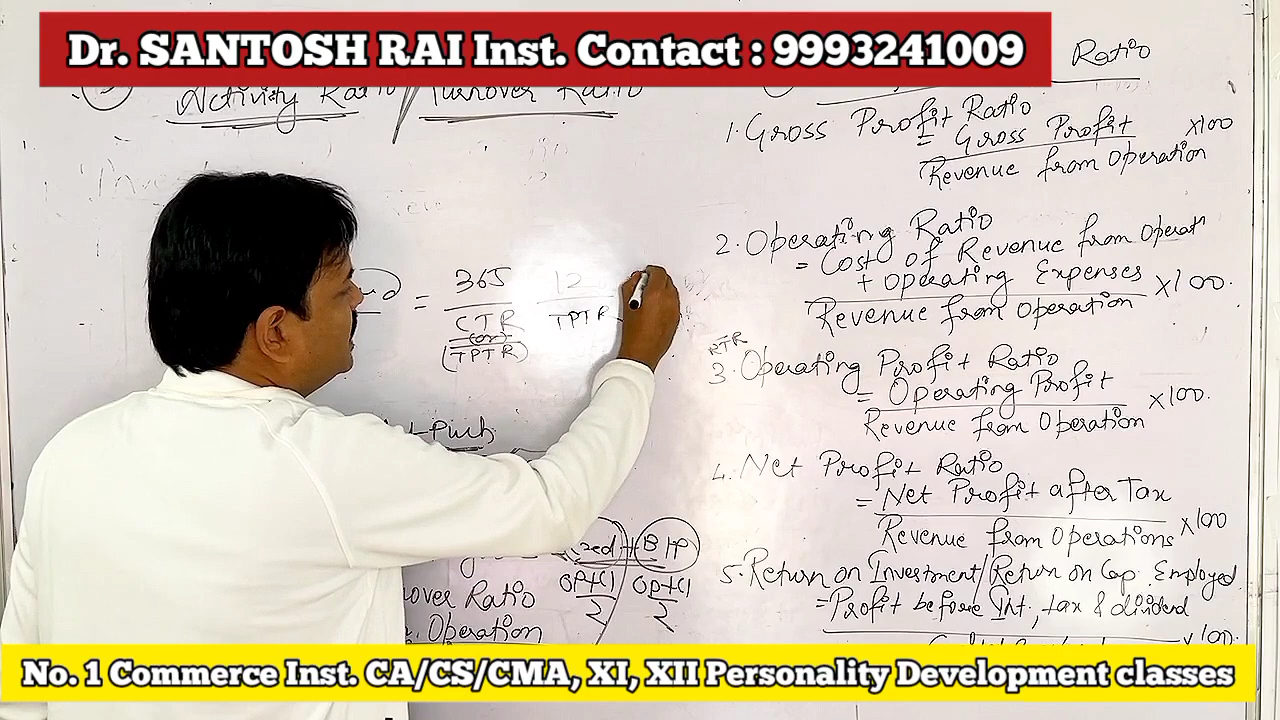 Dr. SANTOSH RAI Inst. Contact : 9993241009
Ratio
Activity Ratio / Turnover Ratio
1. Gross Profit Ratio
= Gross Profit ×100
Revenue from Operation
2. Operating Ratio
= Cost of Revenue from Operat
+ Operating Expenses ×100.
Revenue from Operation
= 365 12
CTR TPTR
(or)
(TPTR)
RTR
3. Operating Profit Ratio
= Operating Profit ×100.
Revenue from Operation
4. Net Profit Ratio
= Net Profit after Tax ×100
Revenue from Operations
5. Return on Investment/Return on Cap. Employed
= Profit before Int, tax & dividend
×100.
+ B/P
OP+Cl OP+Cl
2 2
over Ratio
. Operation
No. 1 Commerce Inst. CA/CS/CMA, XI, XII Personality Development classes